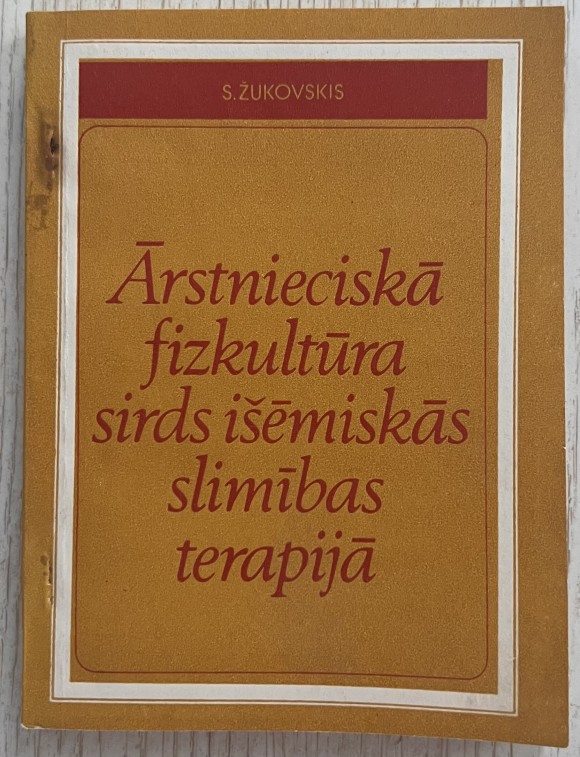 S. ŽUKOVSKIS
Ārstnieciskā
fizkultūra
sirds išēmiskās
slimības
terapijā